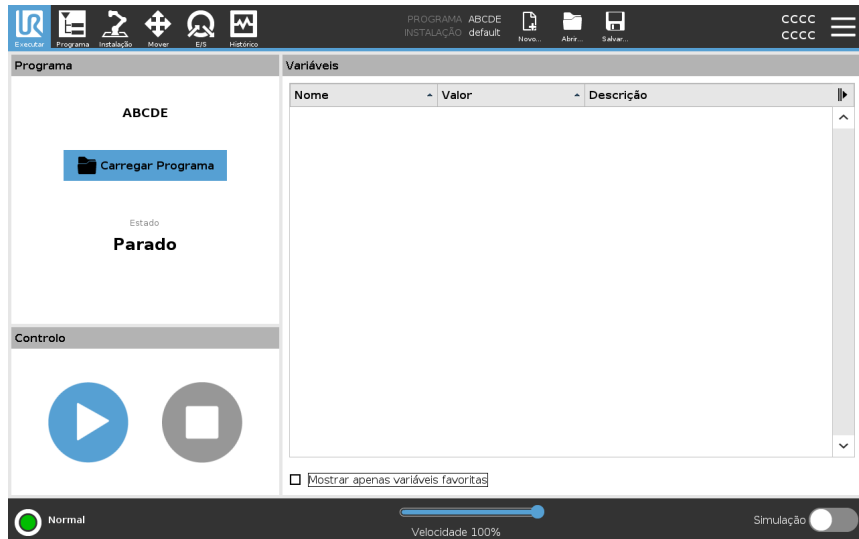 PROGRAMA ABCDE
INSTALAÇÃO default
CCCC
CCCC
Executar Programa Instalação Mover E/S Histórico Novo... Abrir... Salvar...
Programa
ABCDE
Carregar Programa
Estado
Parado
Controlo
Variáveis
Nome Valor Descrição
Mostrar apenas variáveis favoritas
Normal
Velocidade 100%
Simulação